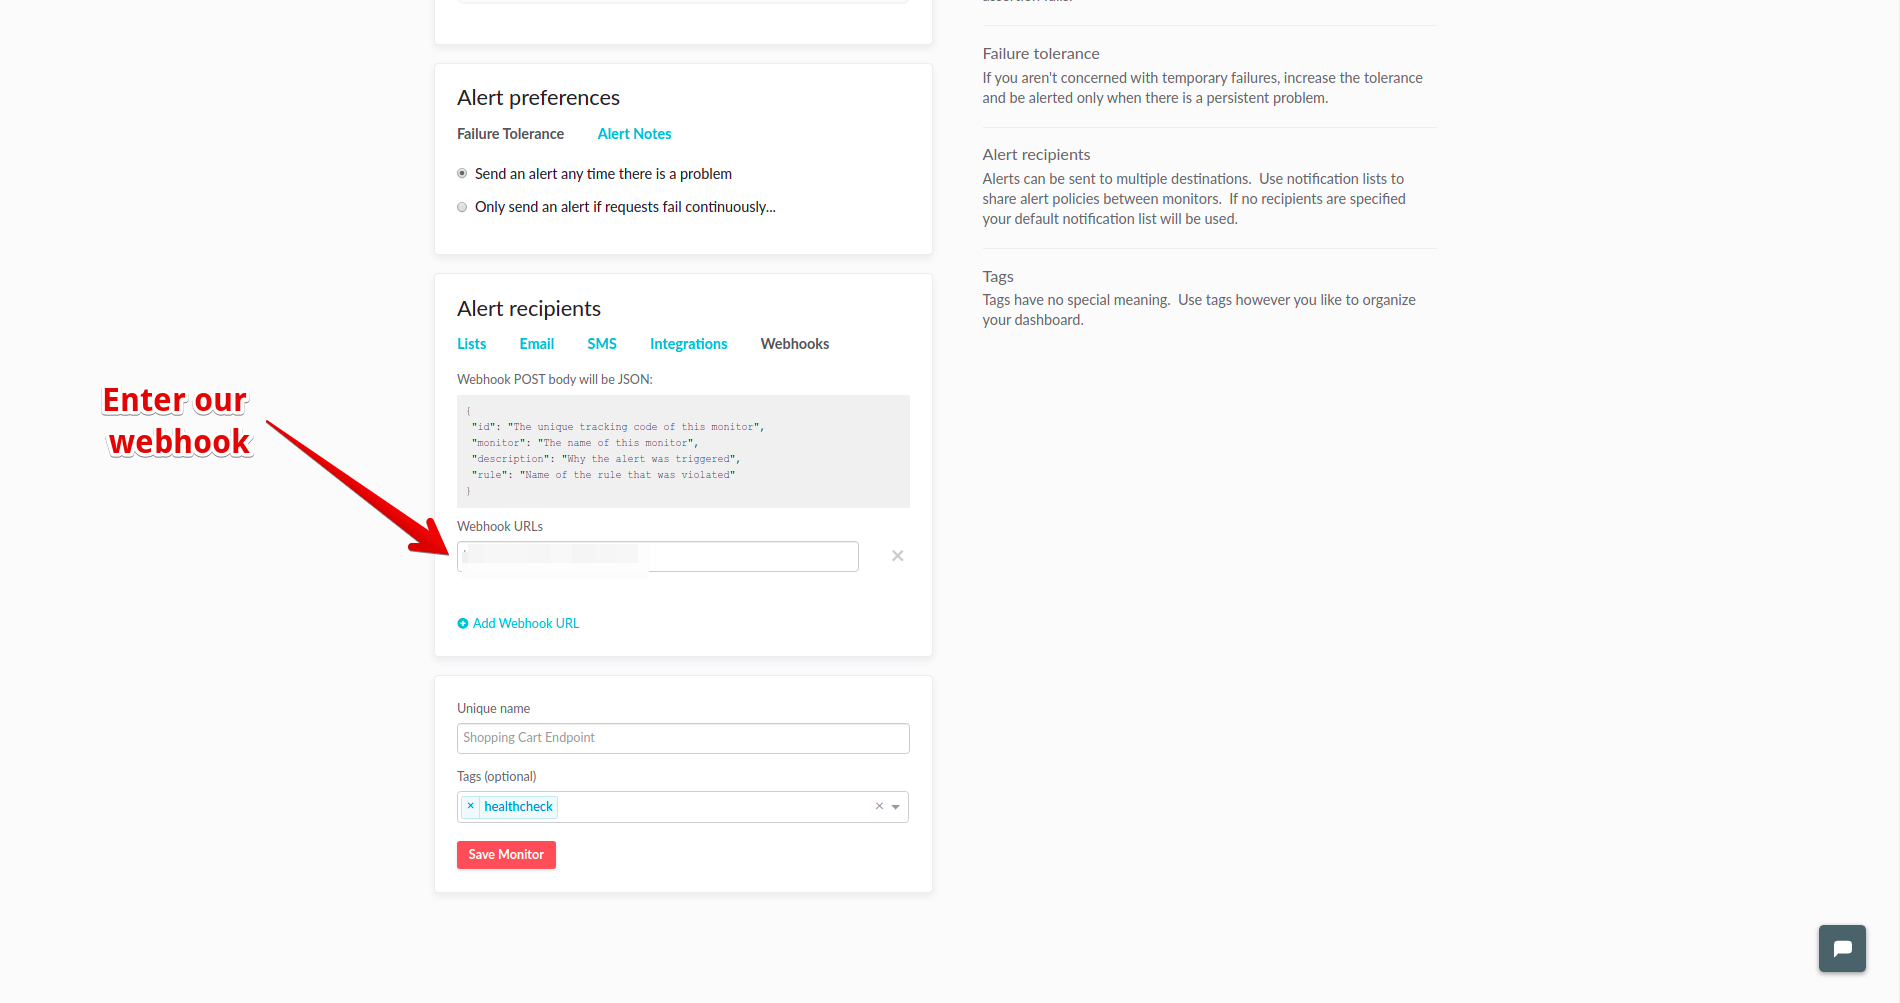 Alert preferences
Failure Tolerance Alert Notes
Send an alert any time there is a problem
Only send an alert if requests fail continuously...
Alert recipients
Lists Email SMS Integrations Webhooks
Webhook POST body will be JSON:
{
"id": "The unique tracking code of this monitor",
"monitor": "The name of this monitor",
"description": "Why the alert was triggered",
"rule": "Name of the rule that was violated"
}
Webhook URLs
Add Webhook URL
Unique name
Shopping Cart Endpoint
Tags (optional)
× healthcheck ×
Save Monitor
Enter our
webhook
Failure tolerance
If you aren't concerned with temporary failures, increase the tolerance
and be alerted only when there is a persistent problem.
Alert recipients
Alerts can be sent to multiple destinations. Use notification lists to
share alert policies between monitors. If no recipients are specified
your default notification list will be used.
Tags
Tags have no special meaning. Use tags however you like to organize
your dashboard.